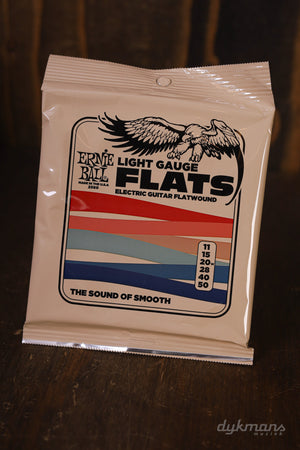 ERNIE
BALL
MADE IN THE U.S.A.
LIGHT GAUGE
FLATS
ELECTRIC GUITAR FLATWOUND
11
15
20
28
40
50
THE SOUND OF SMOOTH
dykmans
muziek